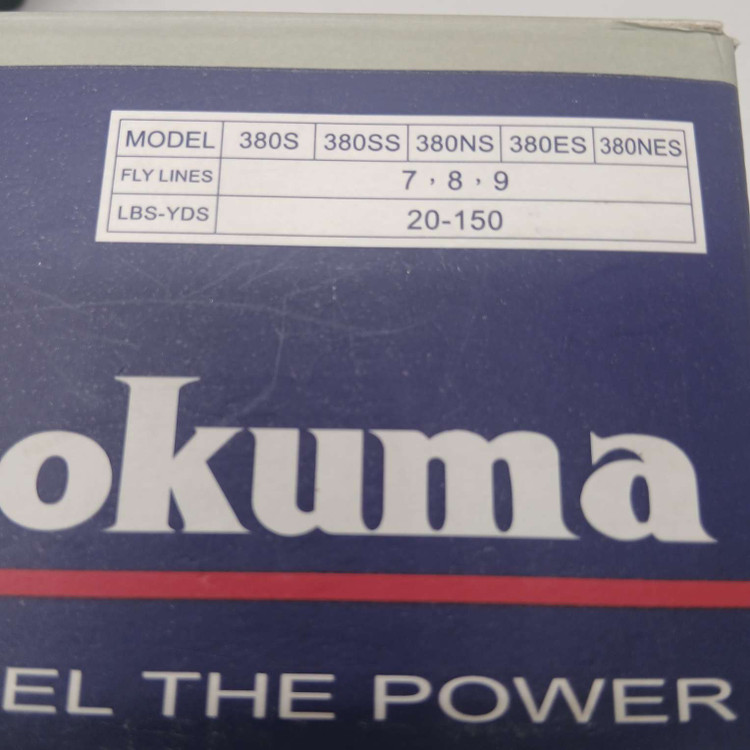 MODEL 380S 380SS 380NS 380ES 380NES
FLY LINES 7，8，9
LBS-YDS 20-150
okuma
EL THE POWER